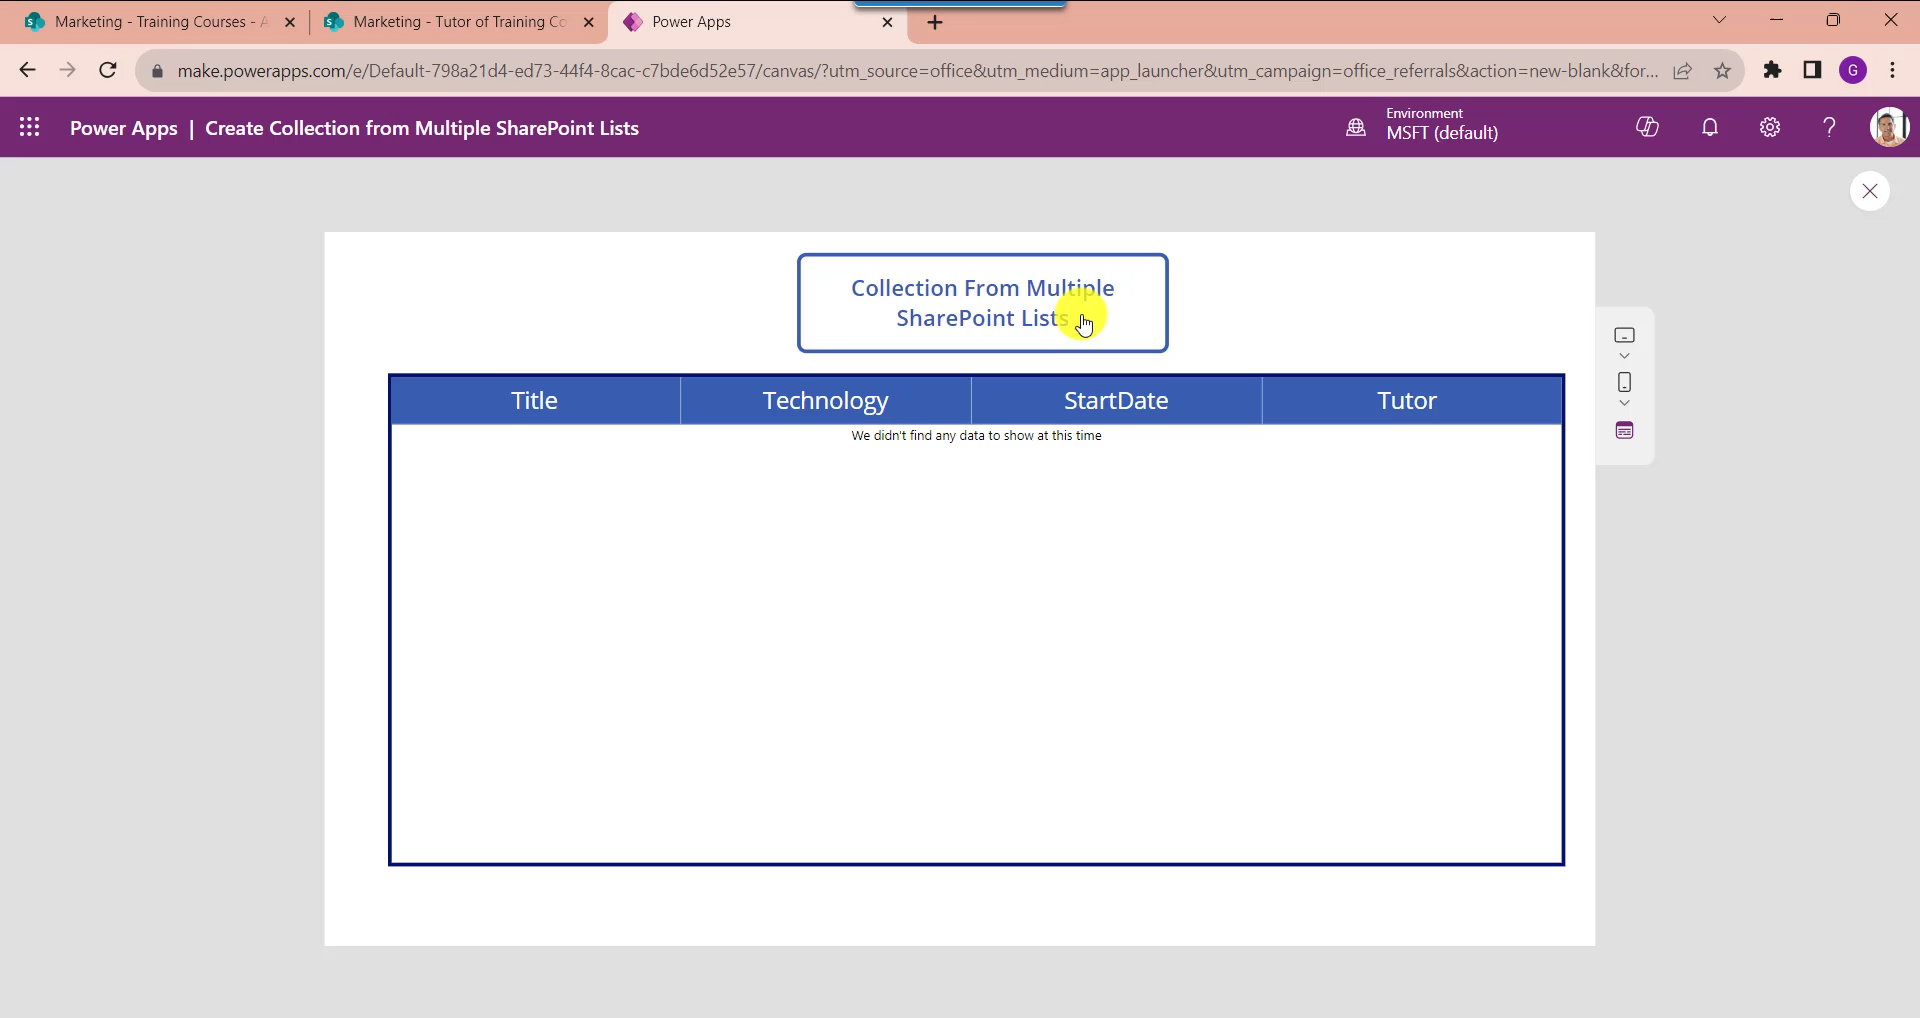 Marketing - Training Courses - A
Marketing - Tutor of Training Co
Power Apps
make.powerapps.com/e/Default-798a21d4-ed73-44f4-8cac-c7bde6d52e57/canvas/?utm_source=office&utm_medium=app_launcher&utm_campaign=office_referrals&action=new-blank&for...
G
Power Apps | Create Collection from Multiple SharePoint Lists
Environment
MSFT (default)
Collection From Multiple
SharePoint Lists
Title Technology StartDate Tutor
We didn't find any data to show at this time